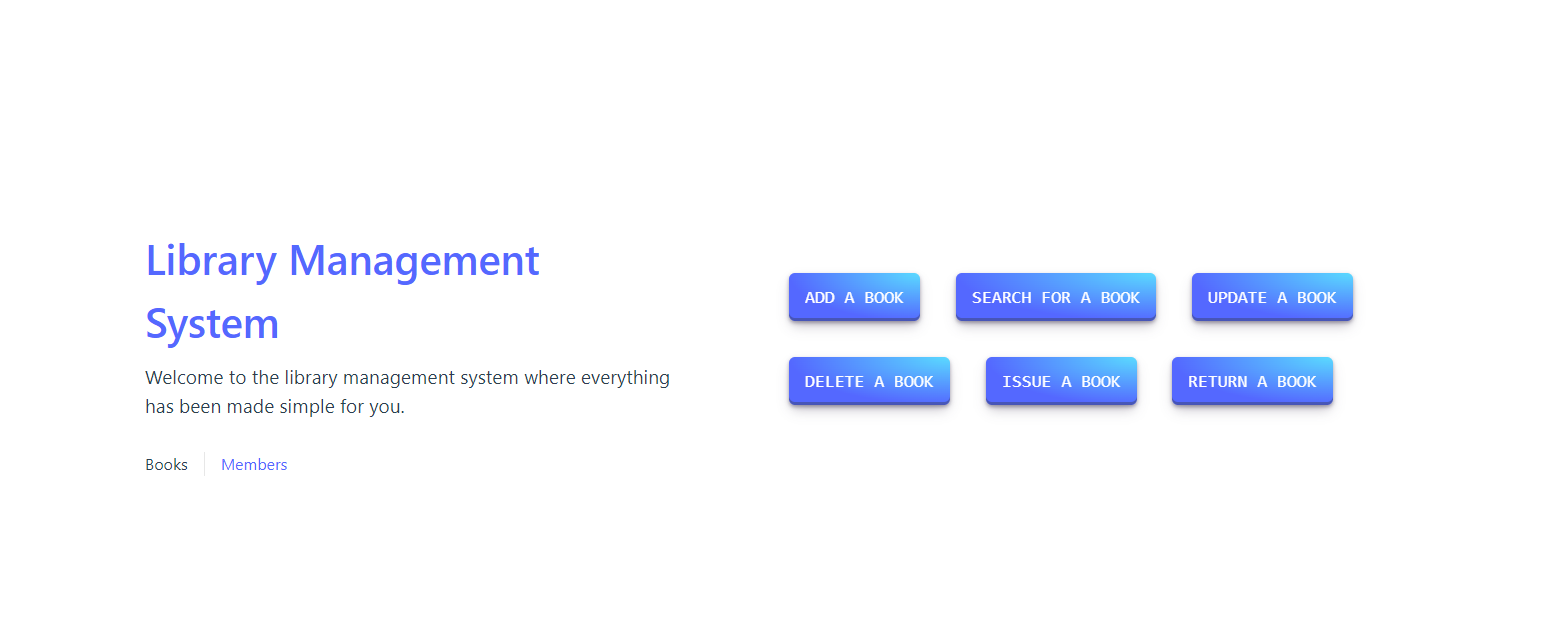 Library Management
System
Welcome to the library management system where everything
has been made simple for you.
Books
Members
ADD A BOOK
SEARCH FOR A BOOK
UPDATE A BOOK
DELETE A BOOK
ISSUE A BOOK
RETURN A BOOK